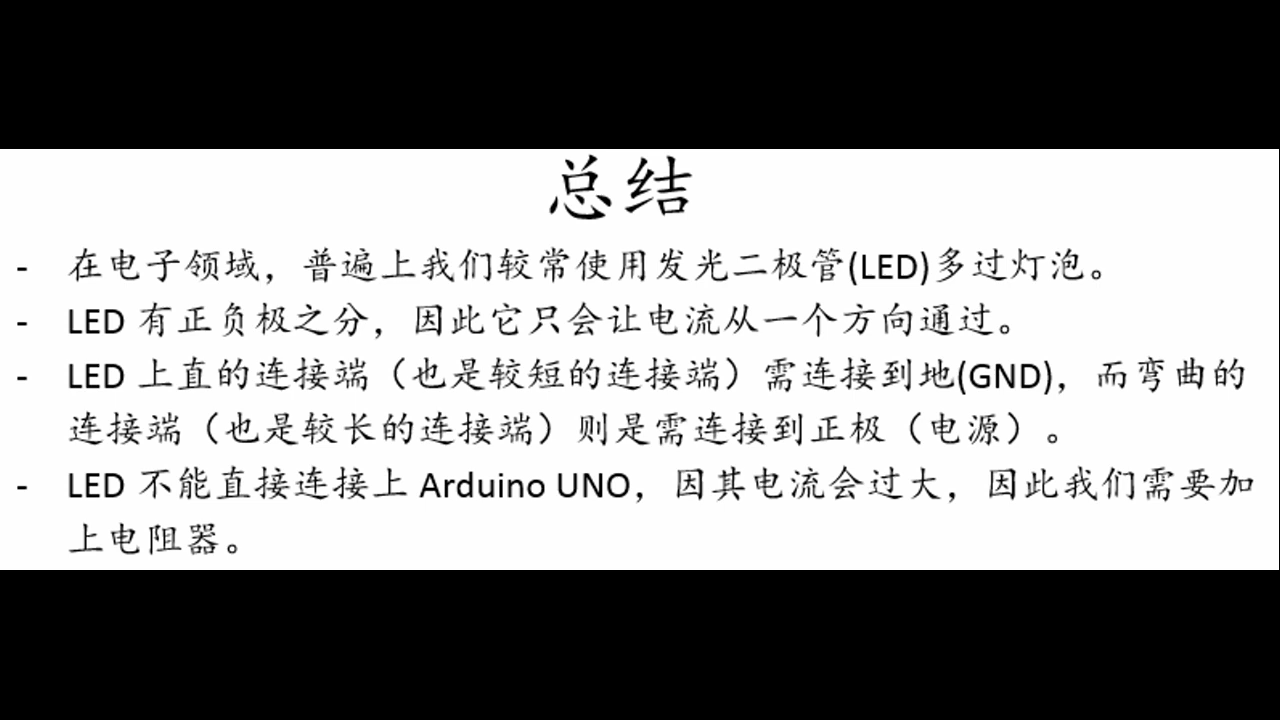 总结
- 在电子领域，普遍上我们较常使用发光二极管(LED)多过灯泡。
- LED 有正负极之分，因此它只会让电流从一个方向通过。
- LED 上直的连接端（也是较短的连接端）需连接到地(GND)，而弯曲的
连接端（也是较长的连接端）则是需连接到正极（电源）。
- LED 不能直接连接上 Arduino UNO，因其电流会过大，因此我们需要加
上电阻器。